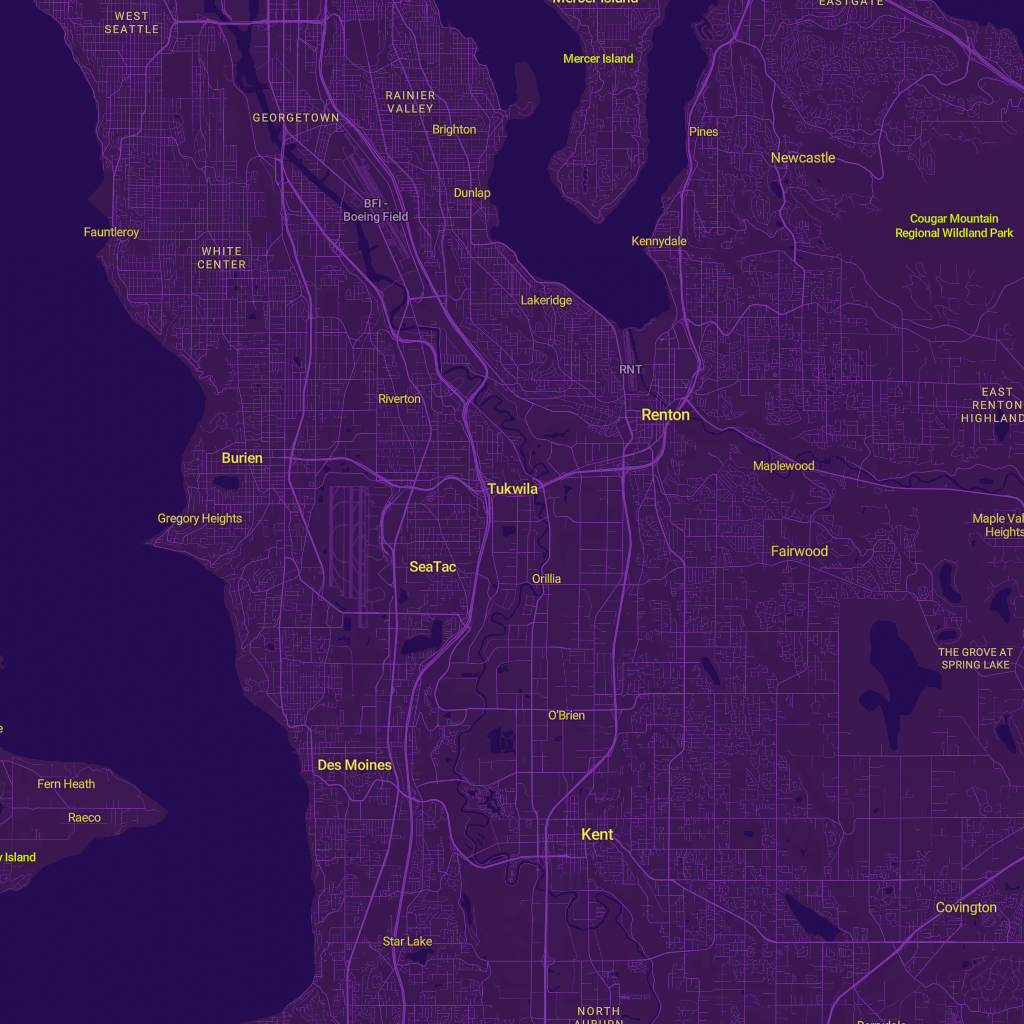 Mercer Island
EASTGATE
WEST
SEATTLE
Mercer Island
RAINIER
VALLEY
GEORGETOWN
Brighton
Pines
Newcastle
Dunlap
BFI -
Boeing Field
Cougar Mountain
Regional Wildland Park
Fauntleroy
Kennydale
WHITE
CENTER
Lakeridge
RNT
Riverton
EAST
RENTON
HIGHLAND
Renton
Burien
Maplewood
Tukwila
Gregory Heights
Maple Val
Heights
Fairwood
SeaTac
Orillia
THE GROVE AT
SPRING LAKE
O'Brien
e
Des Moines
Fern Heath
Raeco
Kent
y Island
Covington
Star Lake
NORTH
AUBURN